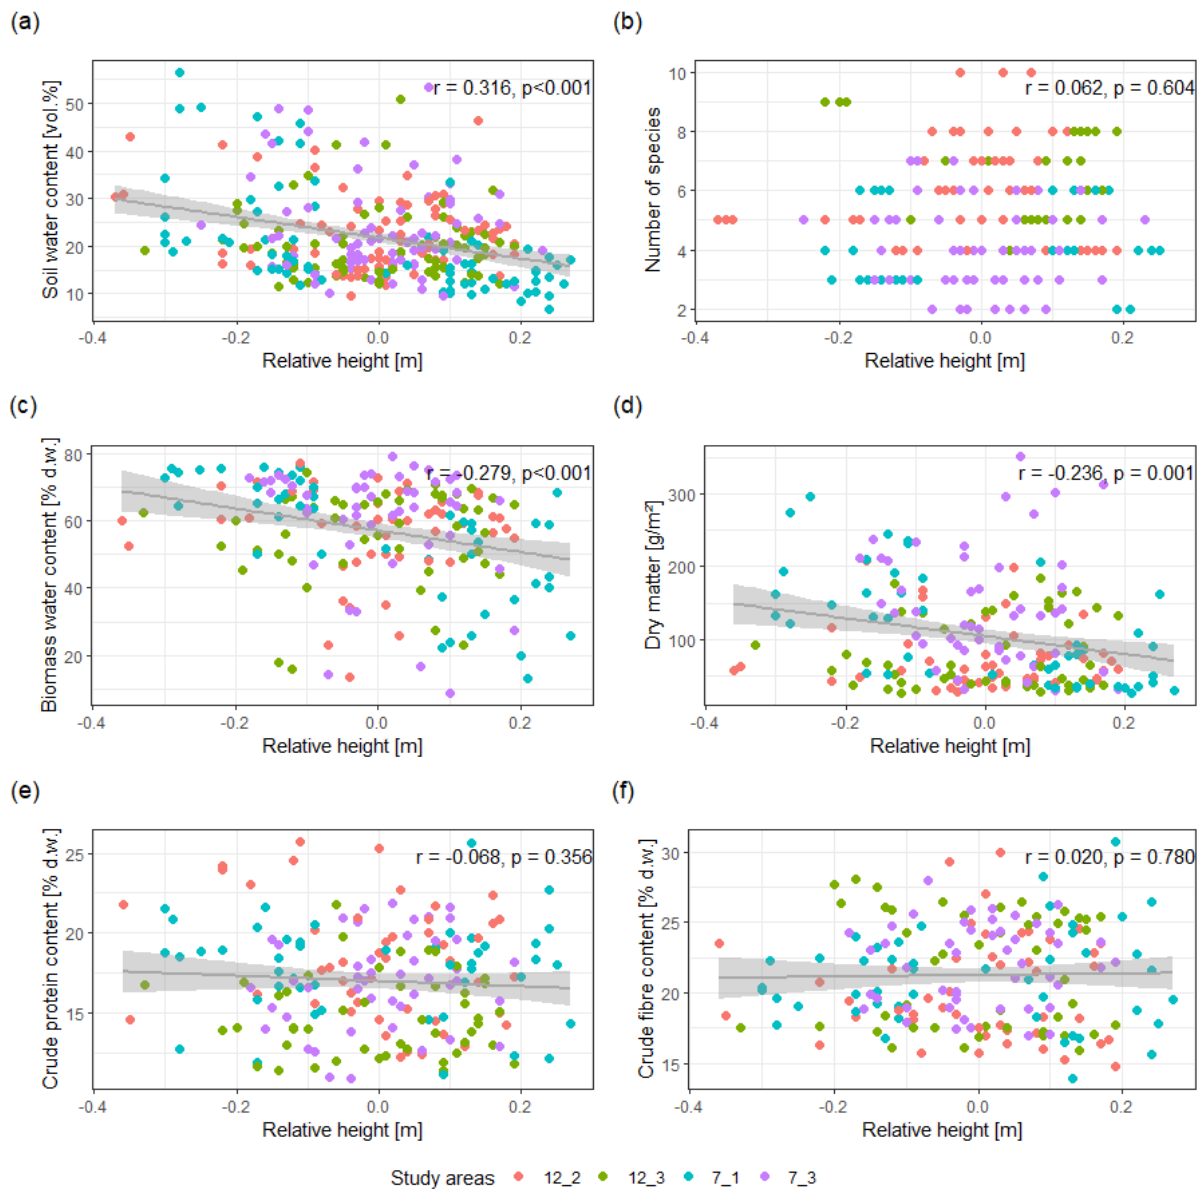 (a)
r = 0.316, p<0.001
Soil water content [vol.%]
50
40
30
20
10
-0.4 -0.2 0.0 0.2
Relative height [m]
(b)
r = 0.062, p = 0.604
Number of species
10
8
6
4
2
-0.4 -0.2 0.0 0.2
Relative height [m]
(c)
r = -0.279, p<0.001
Biomass water content [% d.w.]
80
60
40
20
-0.4 -0.2 0.0 0.2
Relative height [m]
(d)
r = -0.236, p = 0.001
Dry matter [g/m²]
300
200
100
-0.4 -0.2 0.0 0.2
Relative height [m]
(e)
r = -0.068, p = 0.356
Crude protein content [% d.w.]
25
20
15
-0.4 -0.2 0.0 0.2
Relative height [m]
(f)
r = 0.020, p = 0.780
Crude fibre content [% d.w.]
30
25
20
15
-0.4 -0.2 0.0 0.2
Relative height [m]
Study areas 12_2 12_3 7_1 7_3